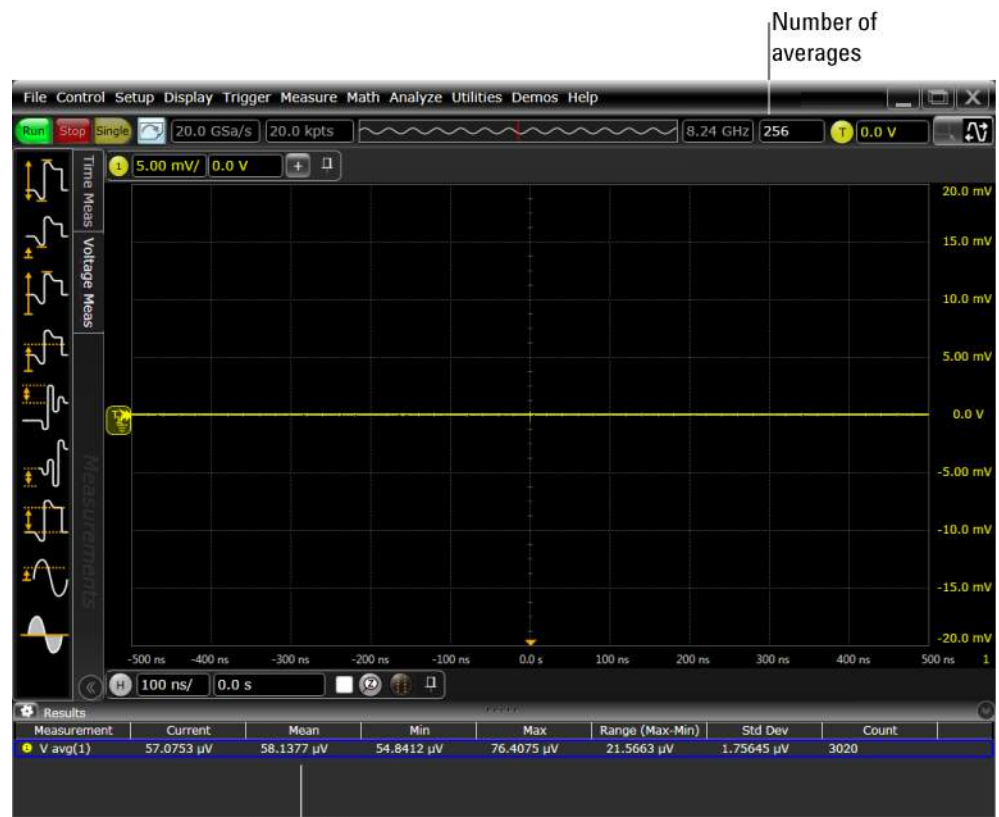 Number of
averages
File Control Setup Display Trigger Measure Math Analyze Utilities Demos Help
Run Stop Single 20.0 GSa/s 20.0 kpts 8.24 GHz 256 T 0.0 V
1 5.00 mV/ 0.0 V +
Time Meas
Voltage Meas
Measurements
20.0 mV
15.0 mV
10.0 mV
5.00 mV
T
0.0 V
-5.00 mV
-10.0 mV
-15.0 mV
-20.0 mV
-500 ns -400 ns -300 ns -200 ns -100 ns 0.0 s 100 ns 200 ns 300 ns 400 ns 500 ns 1
H 100 ns/ 0.0 s Z
Results
Measurement Current Mean Min Max Range (Max-Min) Std Dev Count
1 V avg(1) 57.0753 µV 58.1377 µV 54.8412 µV 76.4075 µV 21.5663 µV 1.75645 µV 3020